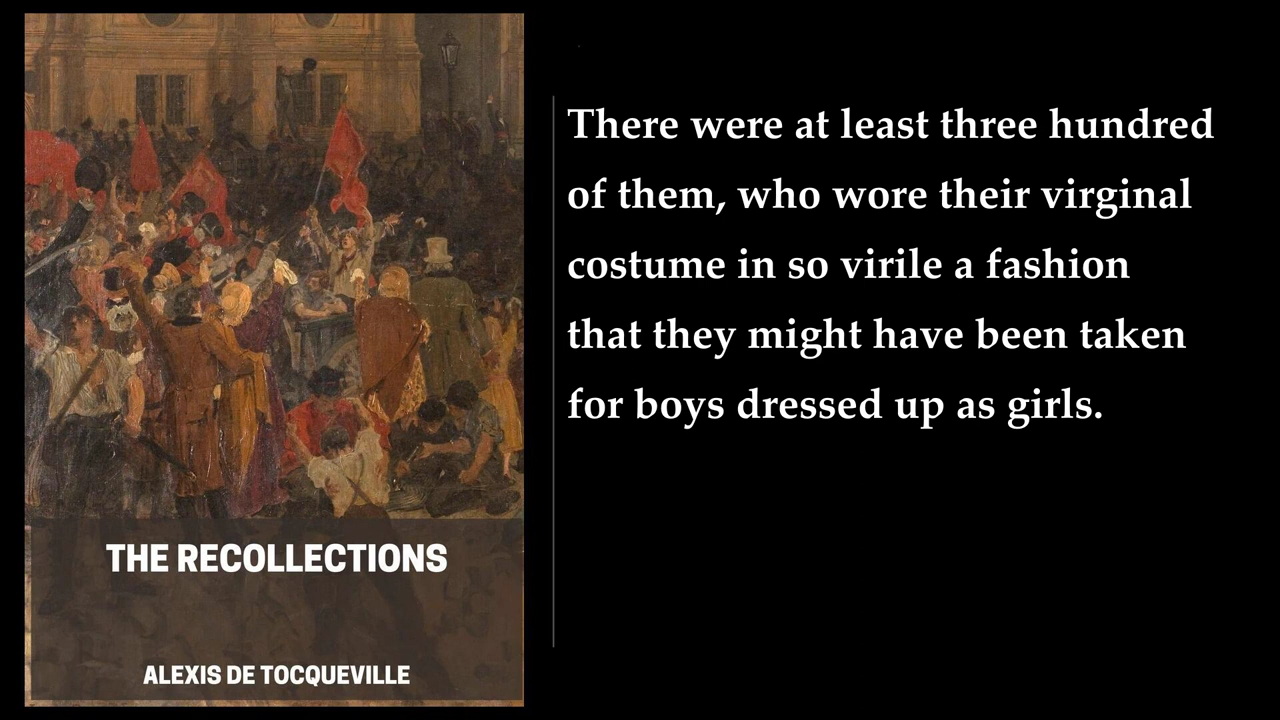 THE RECOLLECTIONS
ALEXIS DE TOCQUEVILLE
There were at least three hundred
of them, who wore their virginal
costume in so virile a fashion
that they might have been taken
for boys dressed up as girls.